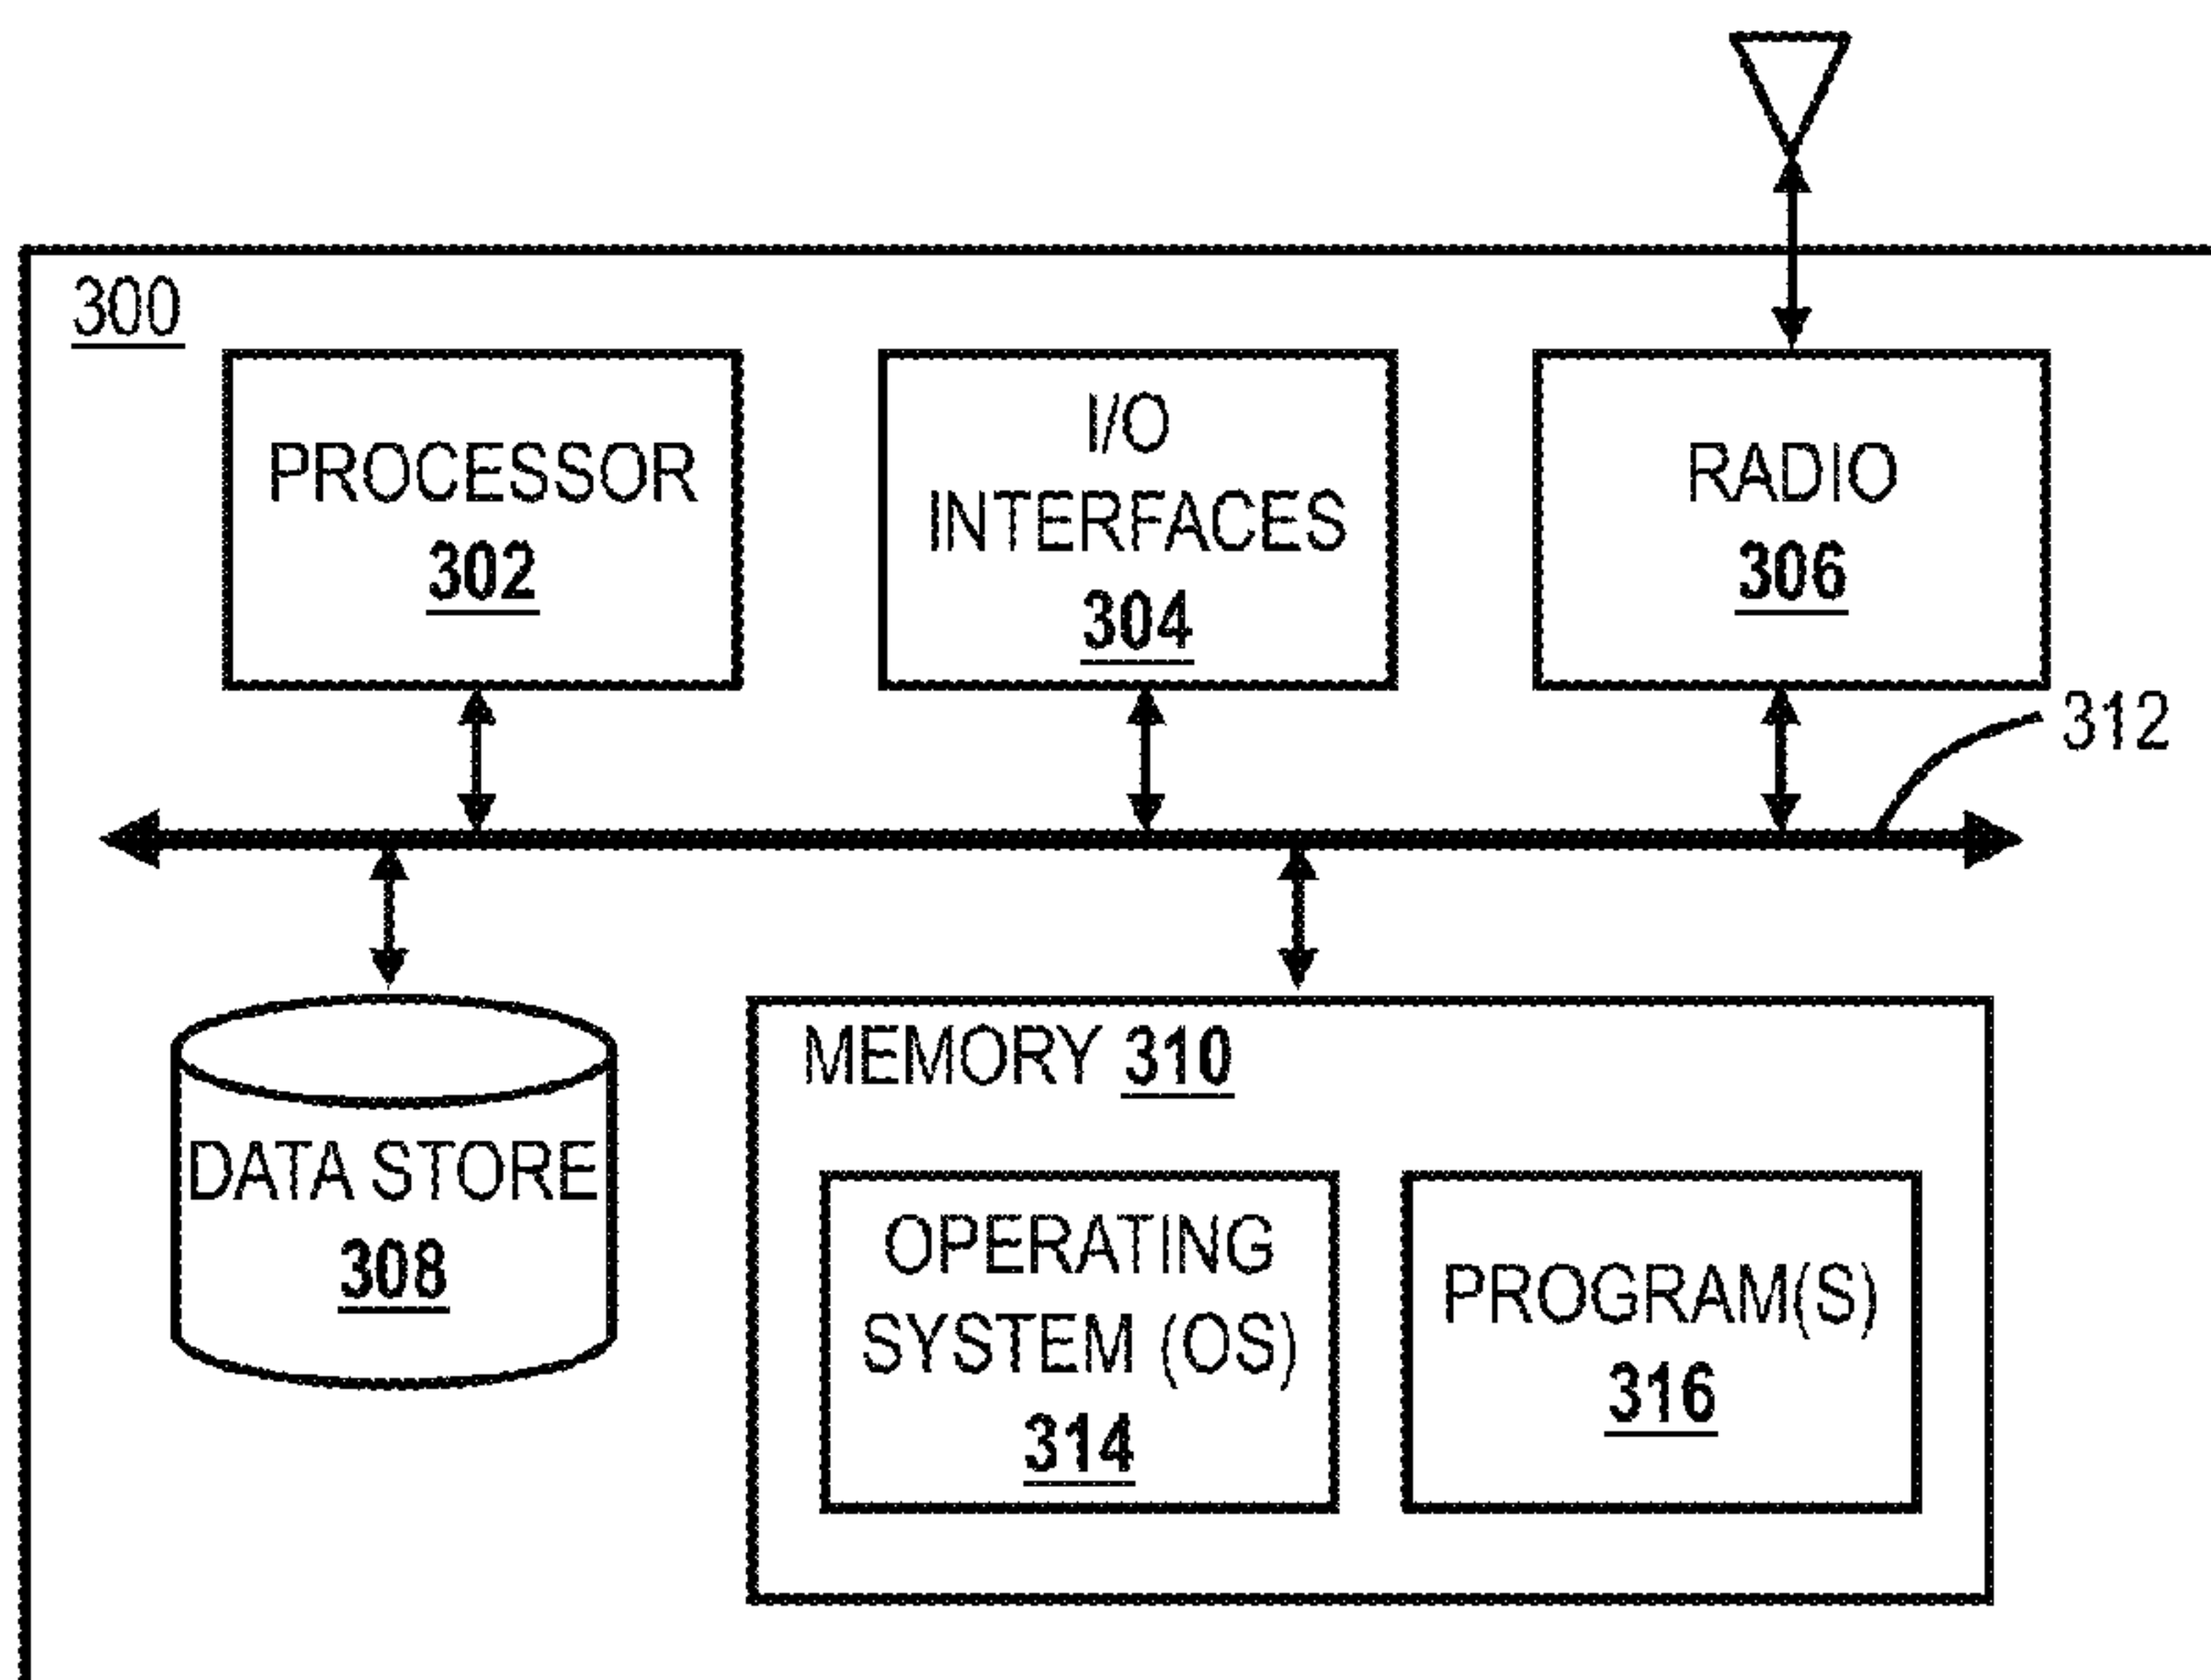 300
PROCESSOR
302
I/O
INTERFACES
304
RADIO
306
312
DATA STORE
308
MEMORY 310
OPERATING
SYSTEM (OS)
314
PROGRAM(S)
316